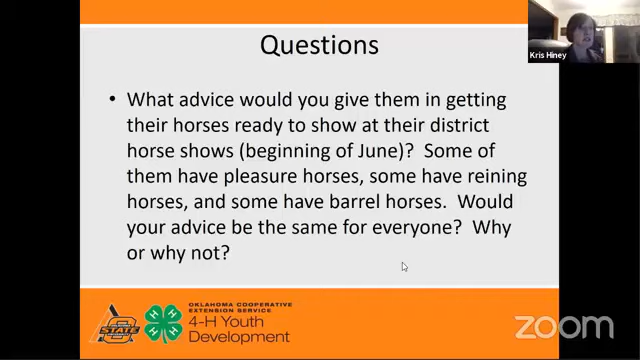 Questions
Kris Hiney
• What advice would you give them in getting
their horses ready to show at their district
horse shows (beginning of June)? Some of
them have pleasure horses, some have reining
horses, and some have barrel horses. Would
your advice be the same for everyone? Why
or why not?
STATE
H H H H
OKLAHOMA COOPERATIVE
EXTENSION SERVICE
4-H Youth
Development
zoom